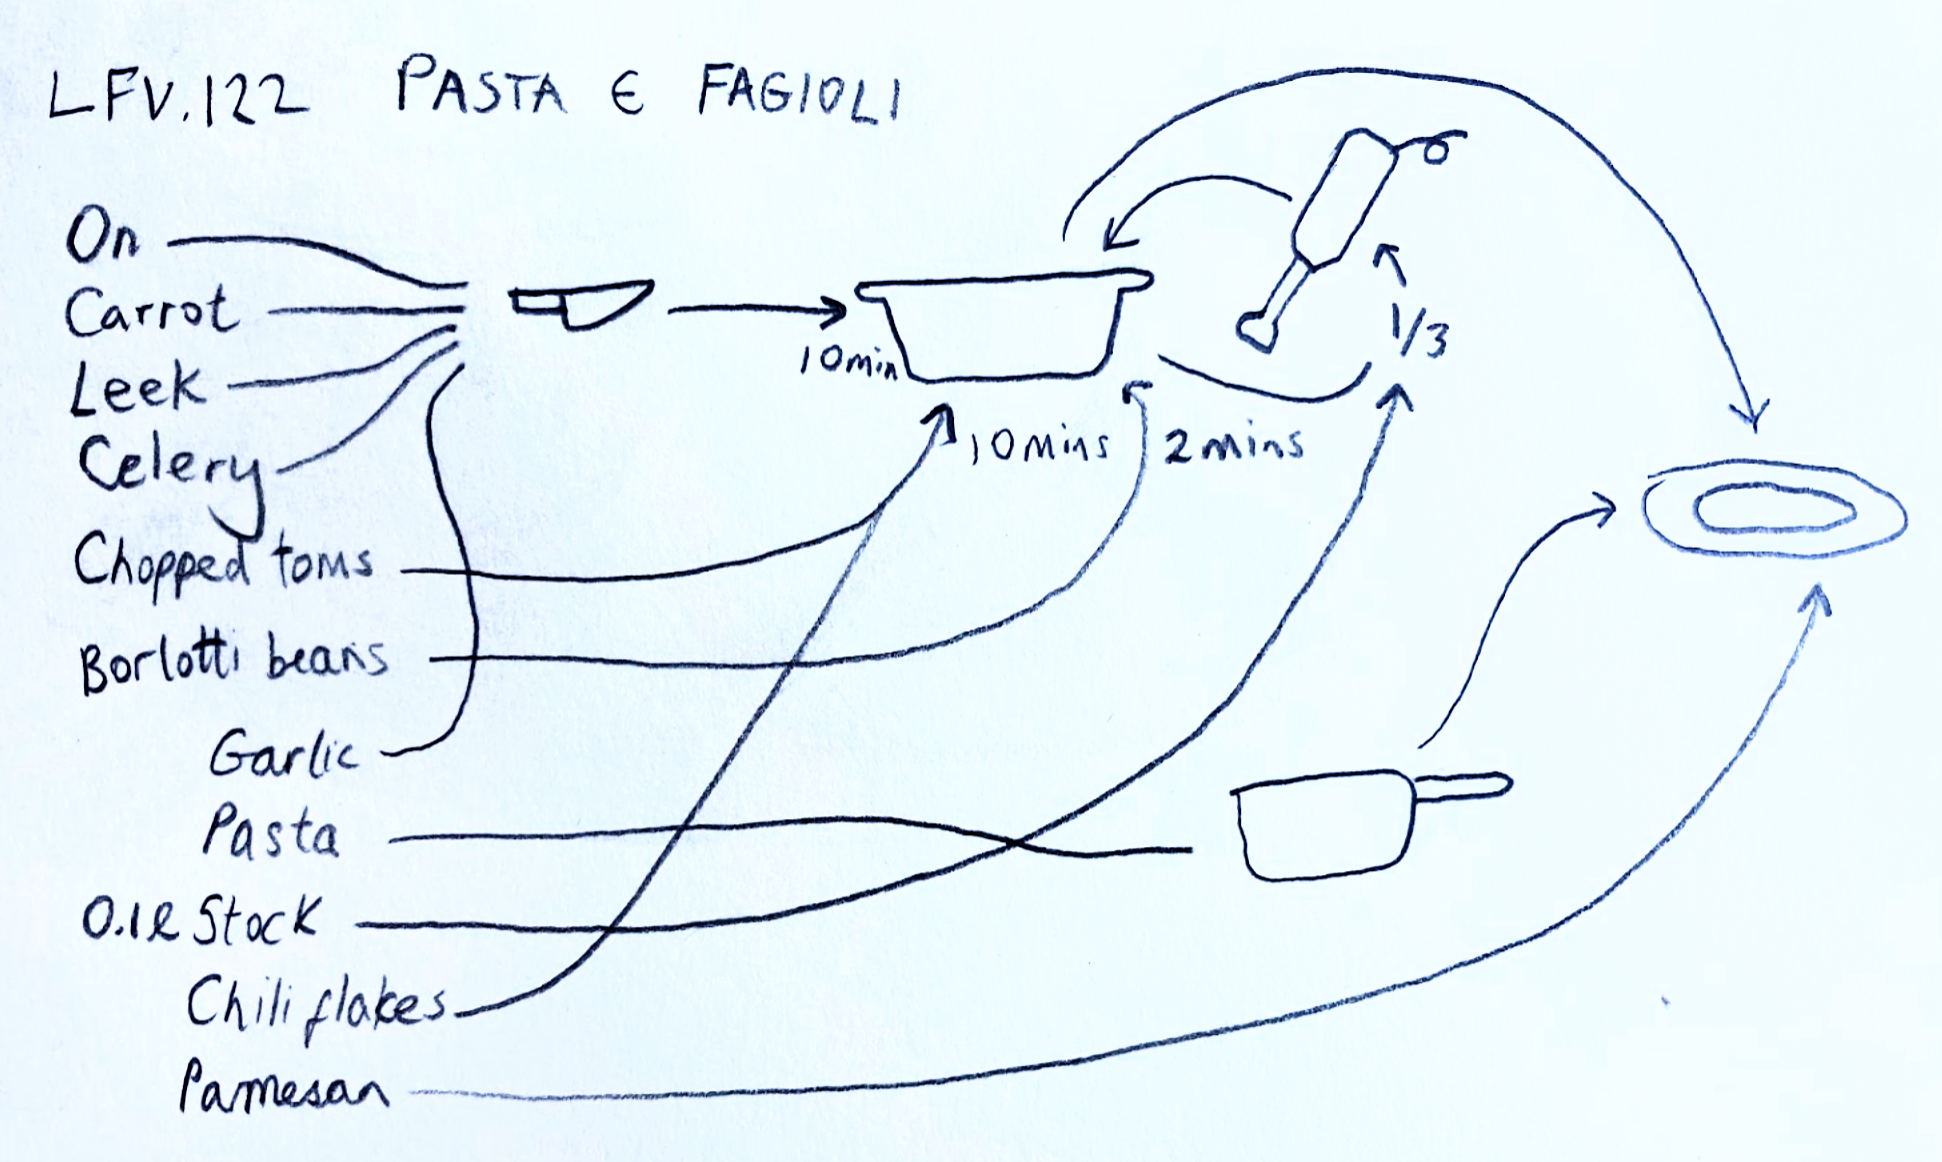 LFV.122 PASTA E FAGIOLI
On
Carrot
Leek
Celery
Chopped toms
Borlotti beans
Garlic
Pasta
0.1l Stock
Chili flakes
Parmesan
10min
10mins
2mins
1/3